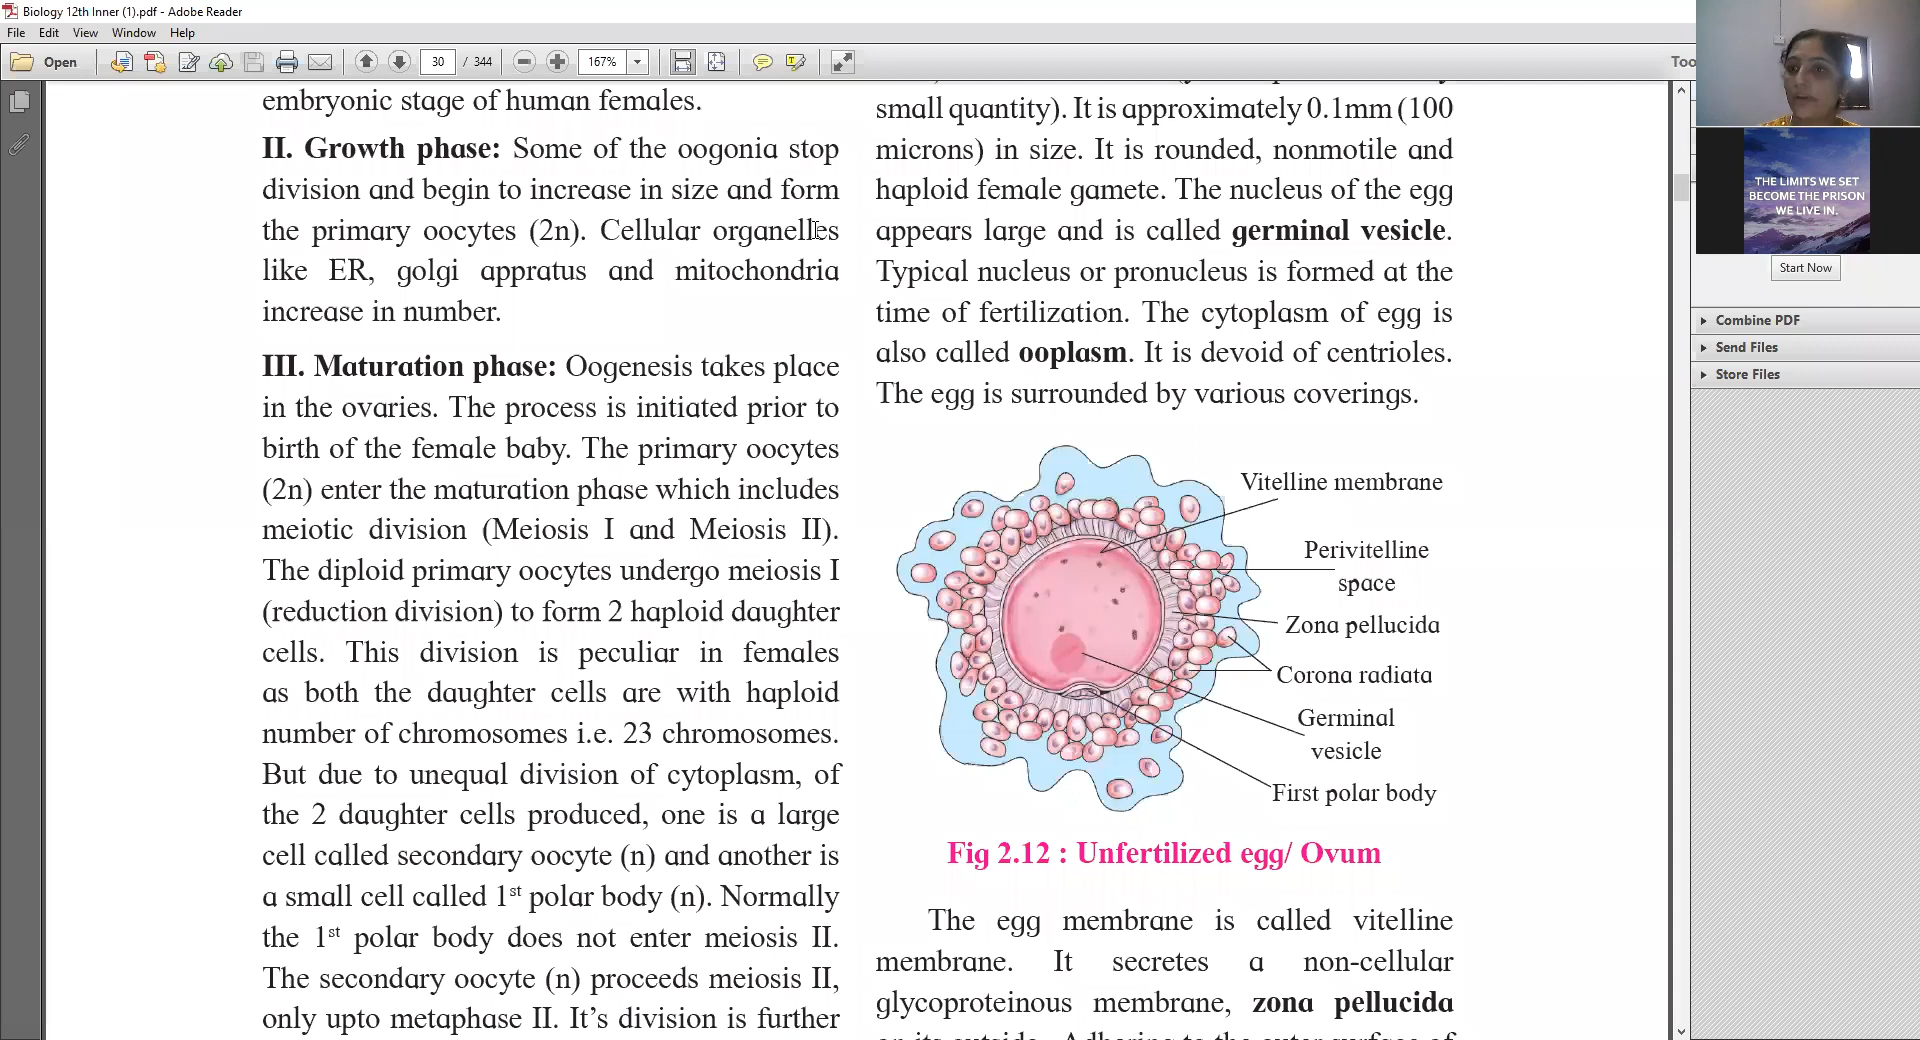 Biology 12th Inner (1).pdf - Adobe Reader
File Edit View Window Help
Open 30 / 344 167%
Too
embryonic stage of human females.
II. Growth phase: Some of the oogonia stop
division and begin to increase in size and form
the primary oocytes (2n). Cellular organelles
like ER, golgi appratus and mitochondria
increase in number.
III. Maturation phase: Oogenesis takes place
in the ovaries. The process is initiated prior to
birth of the female baby. The primary oocytes
(2n) enter the maturation phase which includes
meiotic division (Meiosis I and Meiosis II).
The diploid primary oocytes undergo meiosis I
(reduction division) to form 2 haploid daughter
cells. This division is peculiar in females
as both the daughter cells are with haploid
number of chromosomes i.e. 23 chromosomes.
But due to unequal division of cytoplasm, of
the 2 daughter cells produced, one is a large
cell called secondary oocyte (n) and another is
a small cell called 1st polar body (n). Normally
the 1st polar body does not enter meiosis II.
The secondary oocyte (n) proceeds meiosis II,
only upto metaphase II. It's division is further
small quantity). It is approximately 0.1mm (100
microns) in size. It is rounded, nonmotile and
haploid female gamete. The nucleus of the egg
appears large and is called germinal vesicle.
Typical nucleus or pronucleus is formed at the
time of fertilization. The cytoplasm of egg is
also called ooplasm. It is devoid of centrioles.
The egg is surrounded by various coverings.
Vitelline membrane
Perivitelline
space
Zona pellucida
Corona radiata
Germinal
vesicle
First polar body
Fig 2.12 : Unfertilized egg/ Ovum
The egg membrane is called vitelline
membrane. It secretes a non-cellular
glycoproteinous membrane, zona pellucida
on its outside. Adhering to the outer surface of
THE LIMITS WE SET
BECOME THE PRISON
WE LIVE IN.
Start Now
Combine PDF
Send Files
Store Files